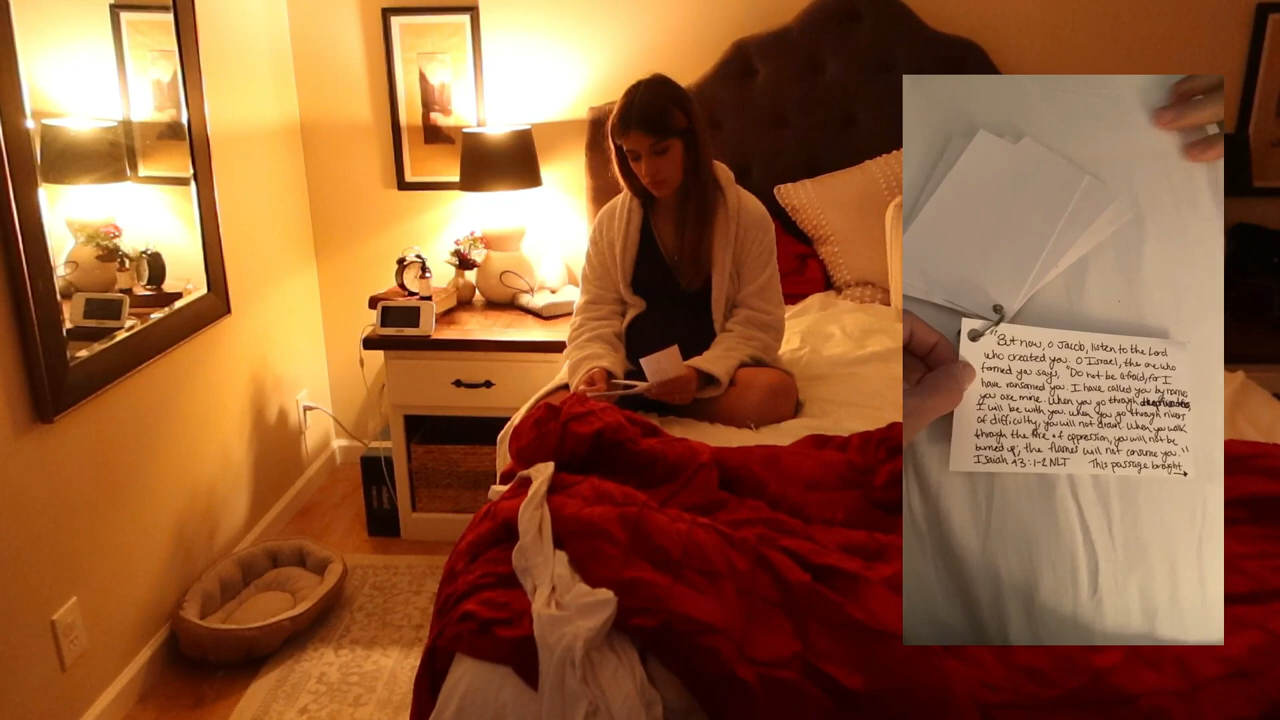 "But now, O Jacob, listen to the Lord
who created you. O Israel, the one who
formed you says, "Do not be afraid, for I
have ransomed you. I have called you by name;
you are mine. When you go through deep waters,
I will be with you. When you go through rivers
of difficulty, you will not drown. When you walk
through the fire of oppression, you will not be
burned up; the flames will not consume you."
Isaiah 43:1-2 NLT This passage brought